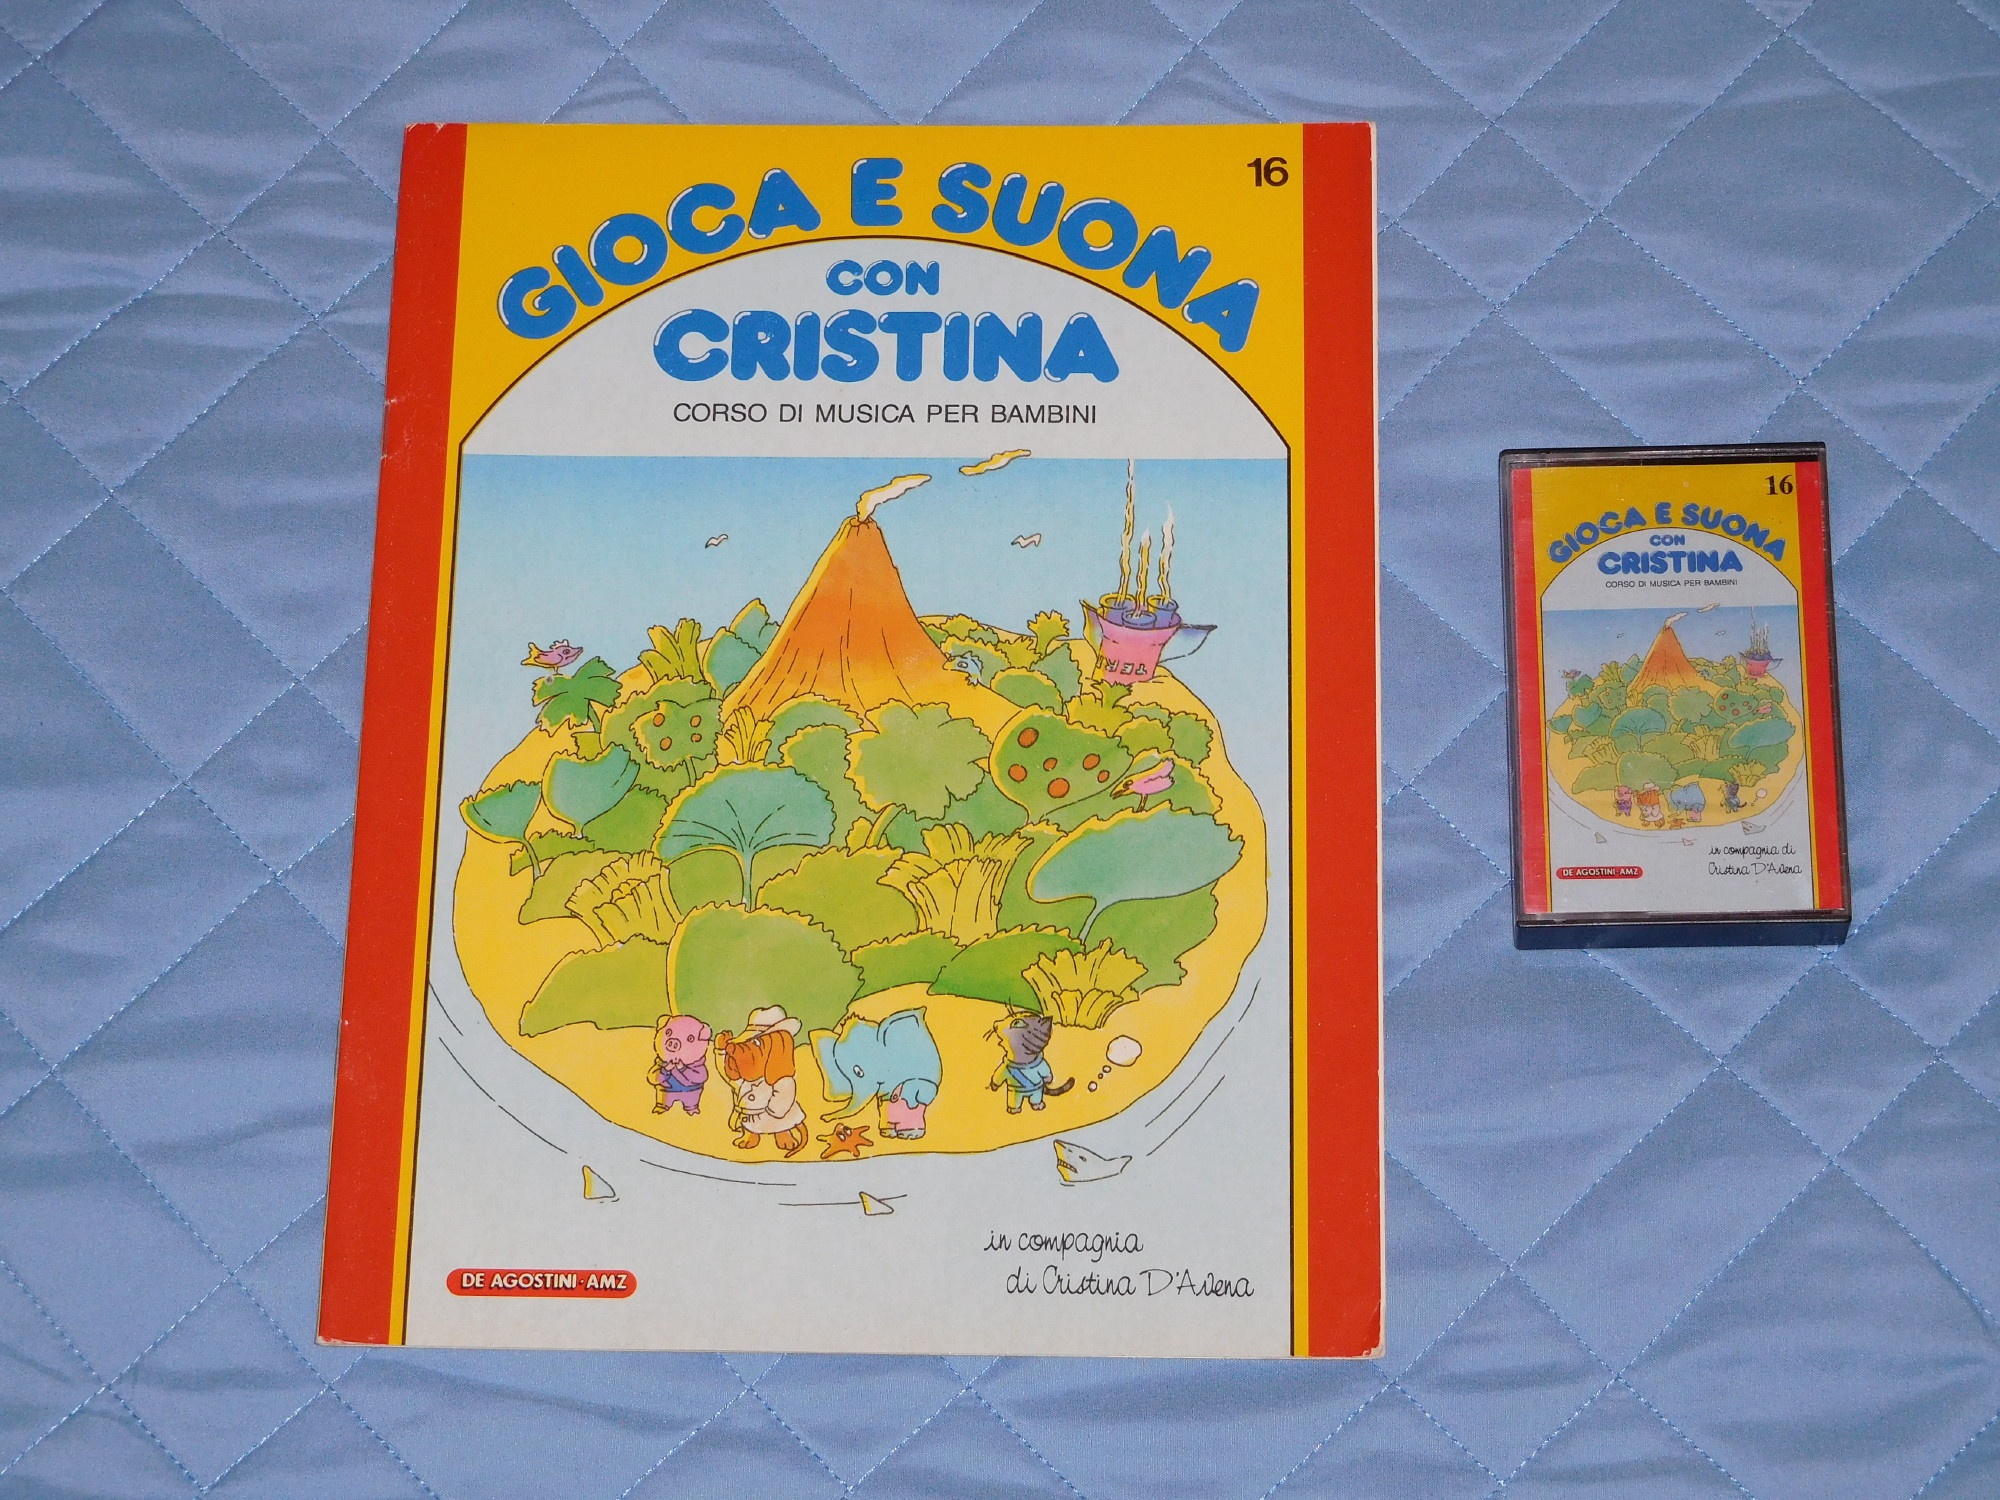 16
GIOCA E SUONA
CON
CRISTINA
CORSO DI MUSICA PER BAMBINI
TERI
in compagnia
di Cristina D'Avena
DE AGOSTINI·AMZ
16
GIOCA E SUONA
CON
CRISTINA
CORSO DI MUSICA PER BAMBINI
in compagnia di
Cristina D'Avena
DE AGOSTINI·AMZ